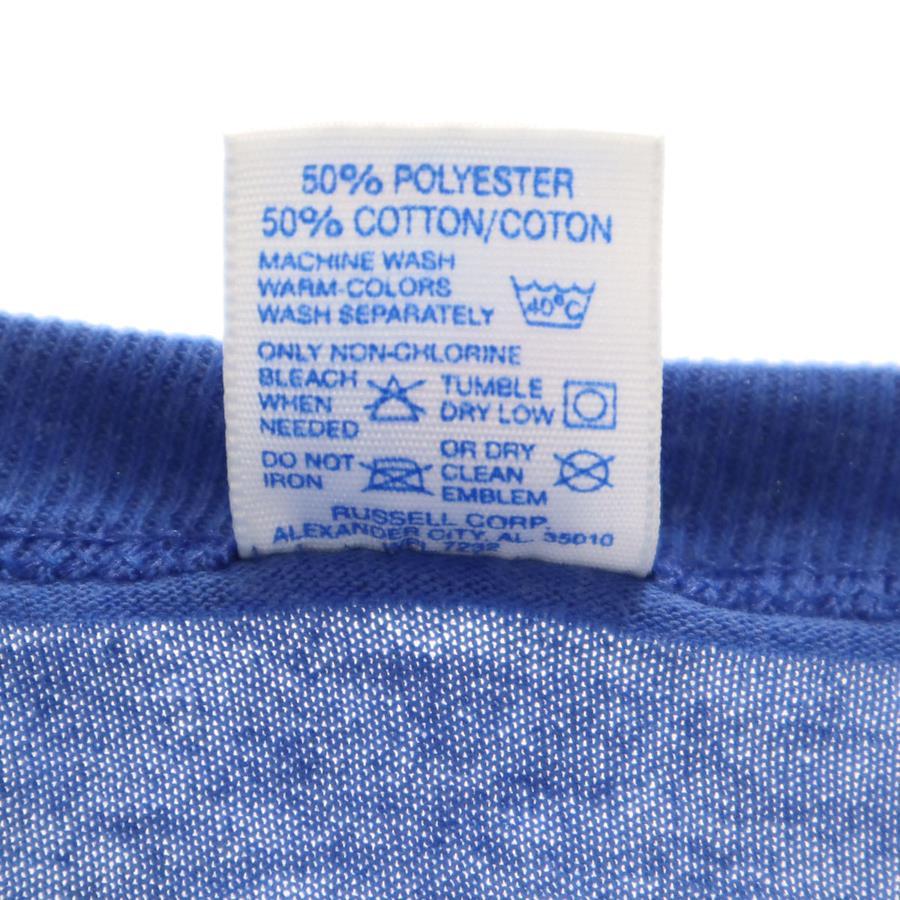 50% POLYESTER
50% COTTON/COTON
MACHINE WASH
WARM-COLORS
WASH SEPARATELY
40°C
ONLY NON-CHLORINE
BLEACH
WHEN
NEEDED
TUMBLE
DRY LOW
DO NOT
IRON
OR DRY
CLEAN
EMBLEM
RUSSELL CORP.
ALEXANDER CITY, AL. 35010
7232